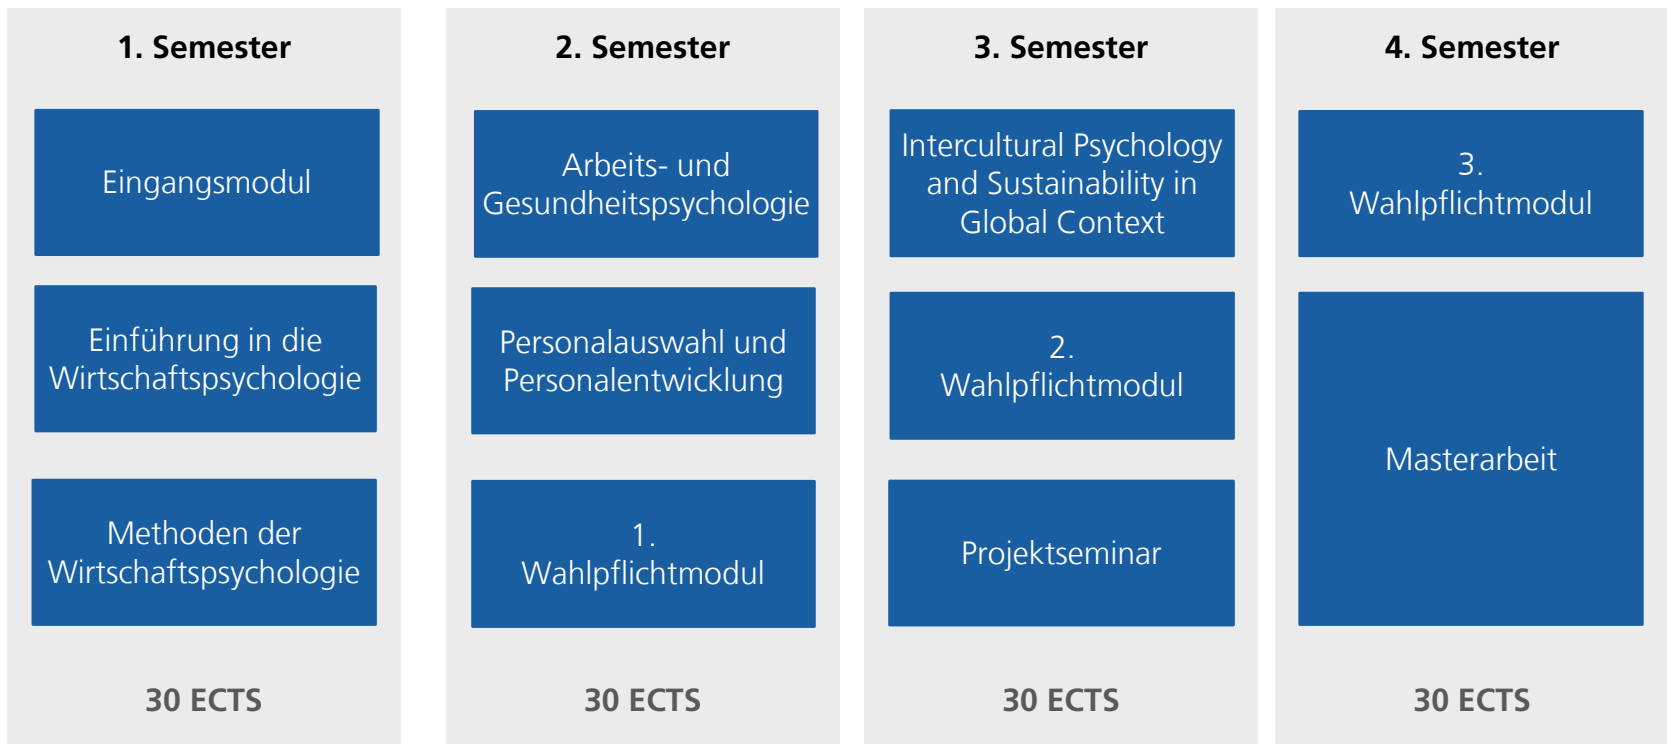 1. Semester
Eingangsmodul
Einführung in die
Wirtschaftspsychologie
Methoden der
Wirtschaftspsychologie
30 ECTS
2. Semester
Arbeits- und
Gesundheitspsychologie
Personalauswahl und
Personalentwicklung
1.
Wahlpflichtmodul
30 ECTS
3. Semester
Intercultural Psychology
and Sustainability in
Global Context
2.
Wahlpflichtmodul
Projektseminar
30 ECTS
4. Semester
3.
Wahlpflichtmodul
Masterarbeit
30 ECTS